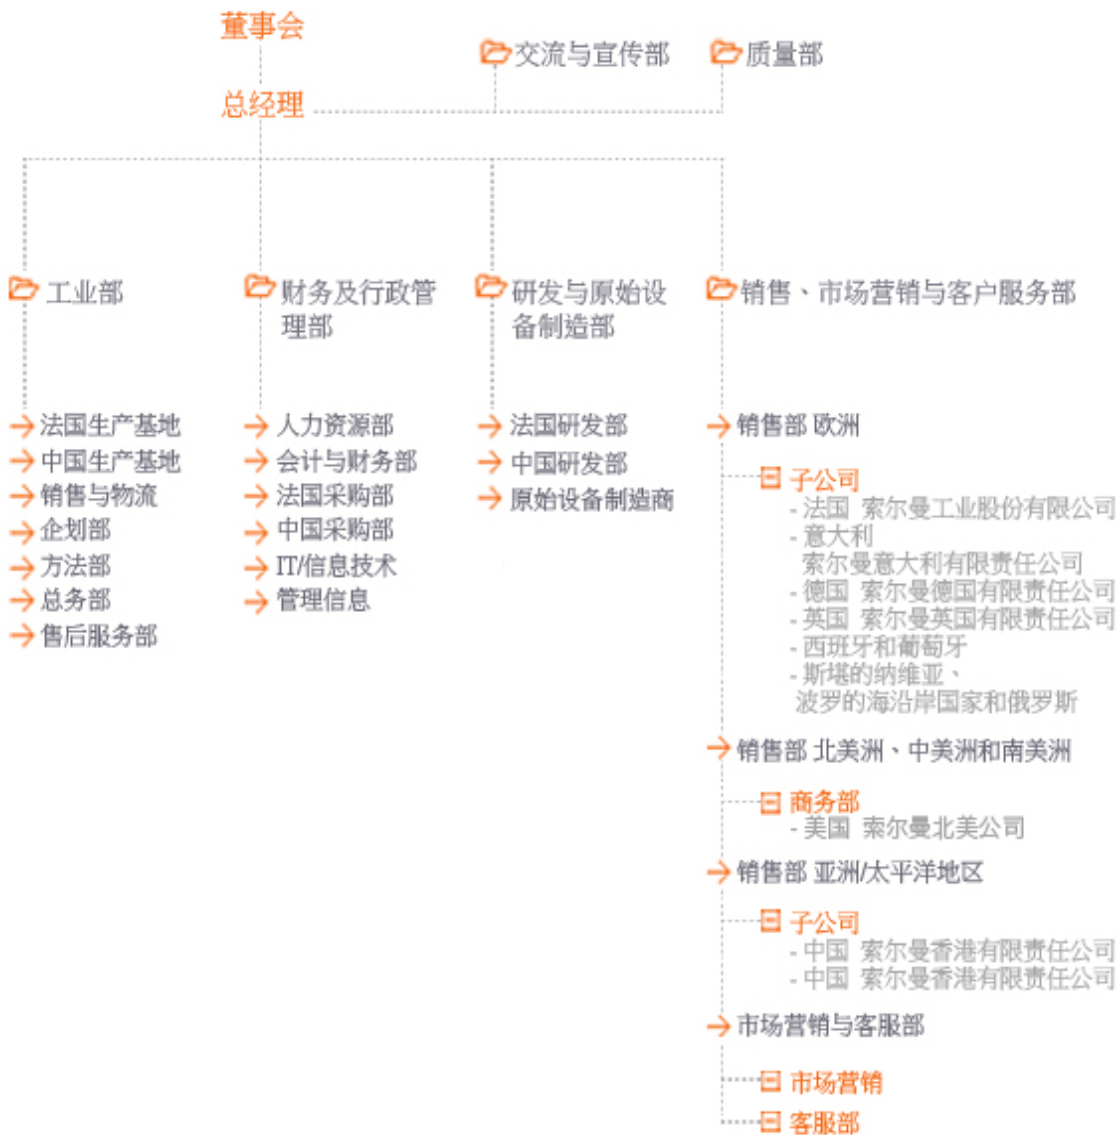 董事会
交流与宣传部
质量部
总经理
工业部
财务及行政管
理部
研发与原始设
备制造部
销售、市场营销与客户服务部
法国生产基地
中国生产基地
销售与物流
企划部
方法部
总务部
售后服务部
人力资源部
会计与财务部
法国采购部
中国采购部
IT/信息技术
管理信息
法国研发部
中国研发部
原始设备制造商
销售部 欧洲
子公司
- 法国 索尔曼工业股份有限公司
- 意大利
索尔曼意大利有限责任公司
- 德国 索尔曼德国有限责任公司
- 英国 索尔曼英国有限责任公司
- 西班牙和葡萄牙
- 斯堪的纳维亚、
波罗的海沿岸国家和俄罗斯
销售部 北美洲、中美洲和南美洲
商务部
- 美国 索尔曼北美公司
销售部 亚洲/太平洋地区
子公司
- 中国 索尔曼香港有限责任公司
- 中国 索尔曼香港有限责任公司
市场营销与客服部
市场营销
客服部